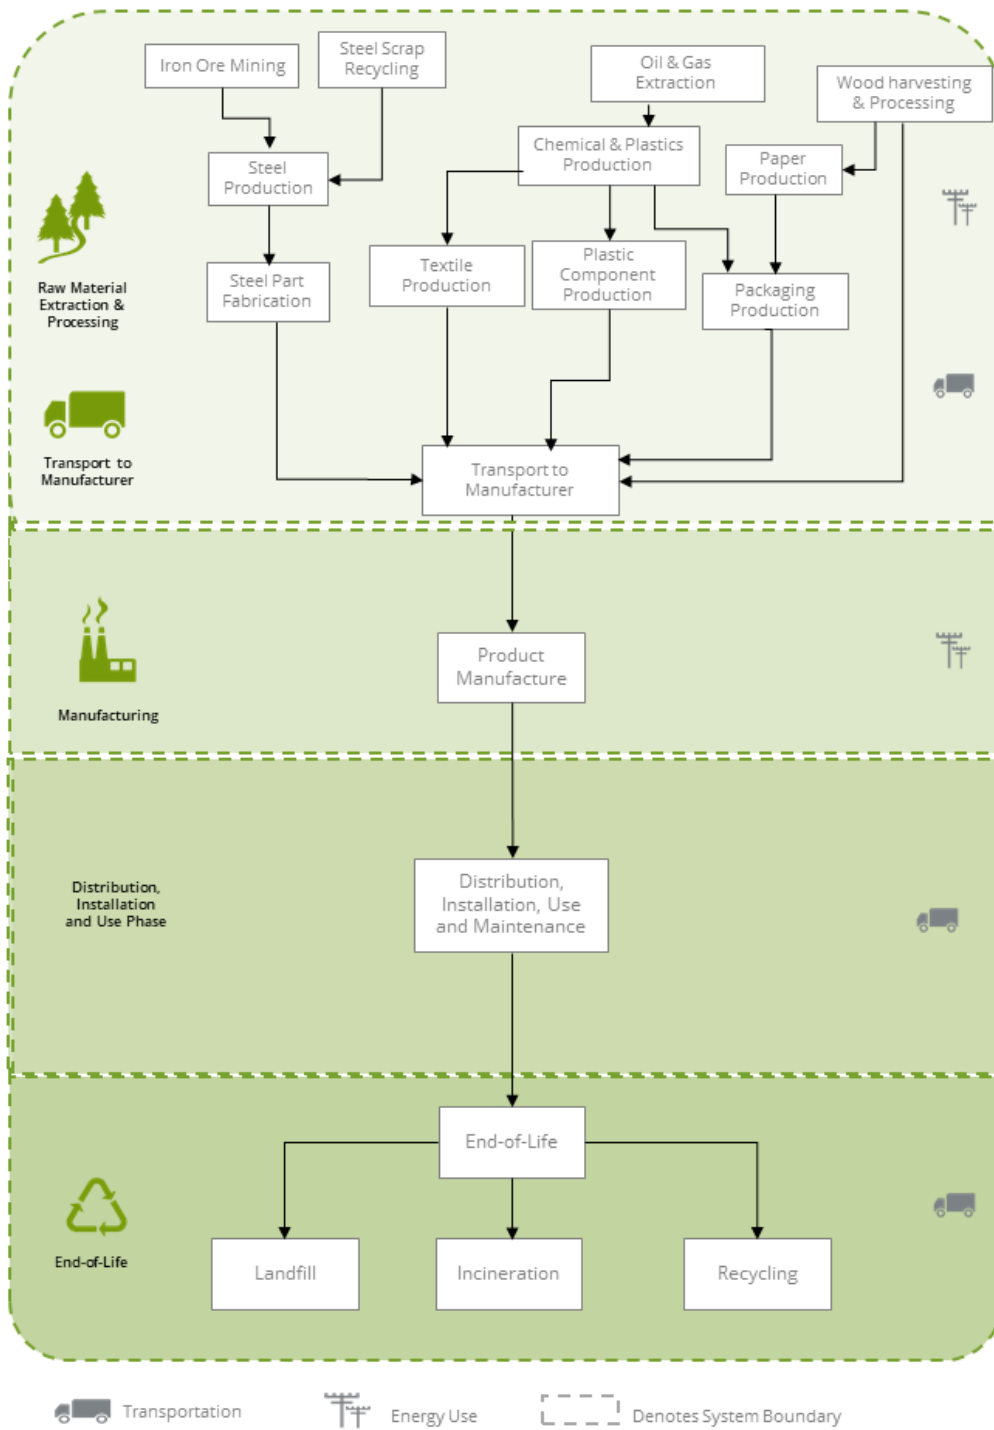 Iron Ore Mining
Steel Scrap
Recycling
Oil & Gas
Extraction
Wood harvesting
& Processing
Chemical & Plastics
Production
Steel
Production
Paper
Production
Textile
Production
Plastic
Component
Production
Steel Part
Fabrication
Packaging
Production
Raw Material
Extraction &
Processing
Transport to
Manufacturer
Transport to
Manufacturer
Product
Manufacture
Manufacturing
Distribution,
Installation
and Use Phase
Distribution,
Installation, Use
and Maintenance
End-of-Life
End-of-Life
Landfill
Incineration
Recycling
Transportation
Energy Use
Denotes System Boundary